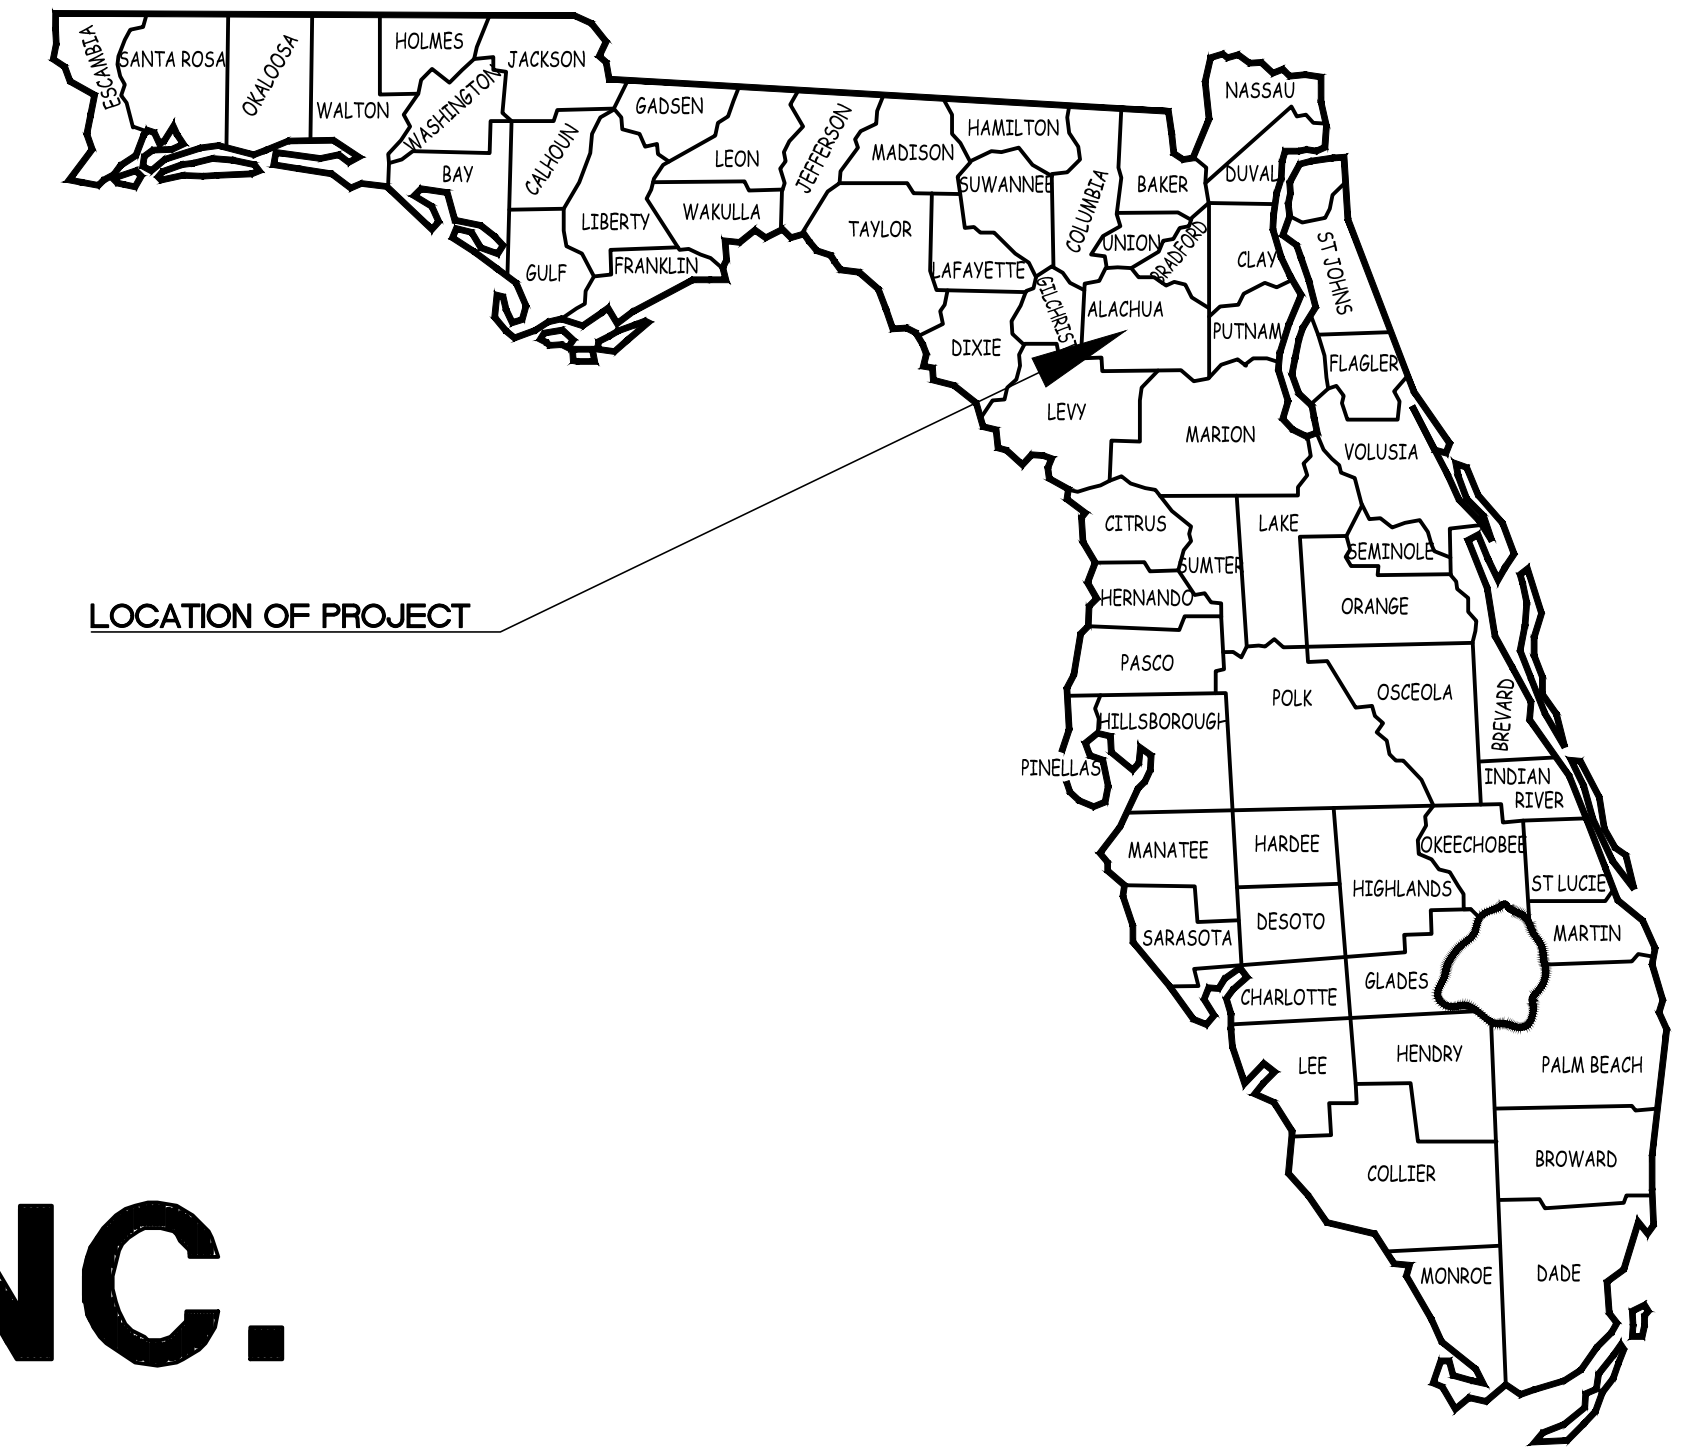 ESCAMBIA
SANTA ROSA
OKALOOSA
WALTON
HOLMES
WASHINGTON
JACKSON
BAY
CALHOUN
GULF
GADSEN
LIBERTY
FRANKLIN
LEON
WAKULLA
JEFFERSON
MADISON
TAYLOR
HAMILTON
SUWANNEE
LAFAYETTE
DIXIE
COLUMBIA
GILCHRIST
BAKER
UNION
BRADFORD
ALACHUA
NASSAU
DUVAL
CLAY
PUTNAM
ST JOHNS
FLAGLER
LEVY
MARION
VOLUSIA
CITRUS
SUMTER
LAKE
SEMINOLE
HERNANDO
ORANGE
LOCATION OF PROJECT
PASCO
POLK
OSCEOLA
BREVARD
HILLSBOROUGH
PINELLAS
INDIAN
RIVER
MANATEE
HARDEE
HIGHLANDS
OKEECHOBEE
ST LUCIE
SARASOTA
DESOTO
MARTIN
CHARLOTTE
GLADES
LEE
HENDRY
PALM BEACH
COLLIER
BROWARD
MONROE
DADE
NC.